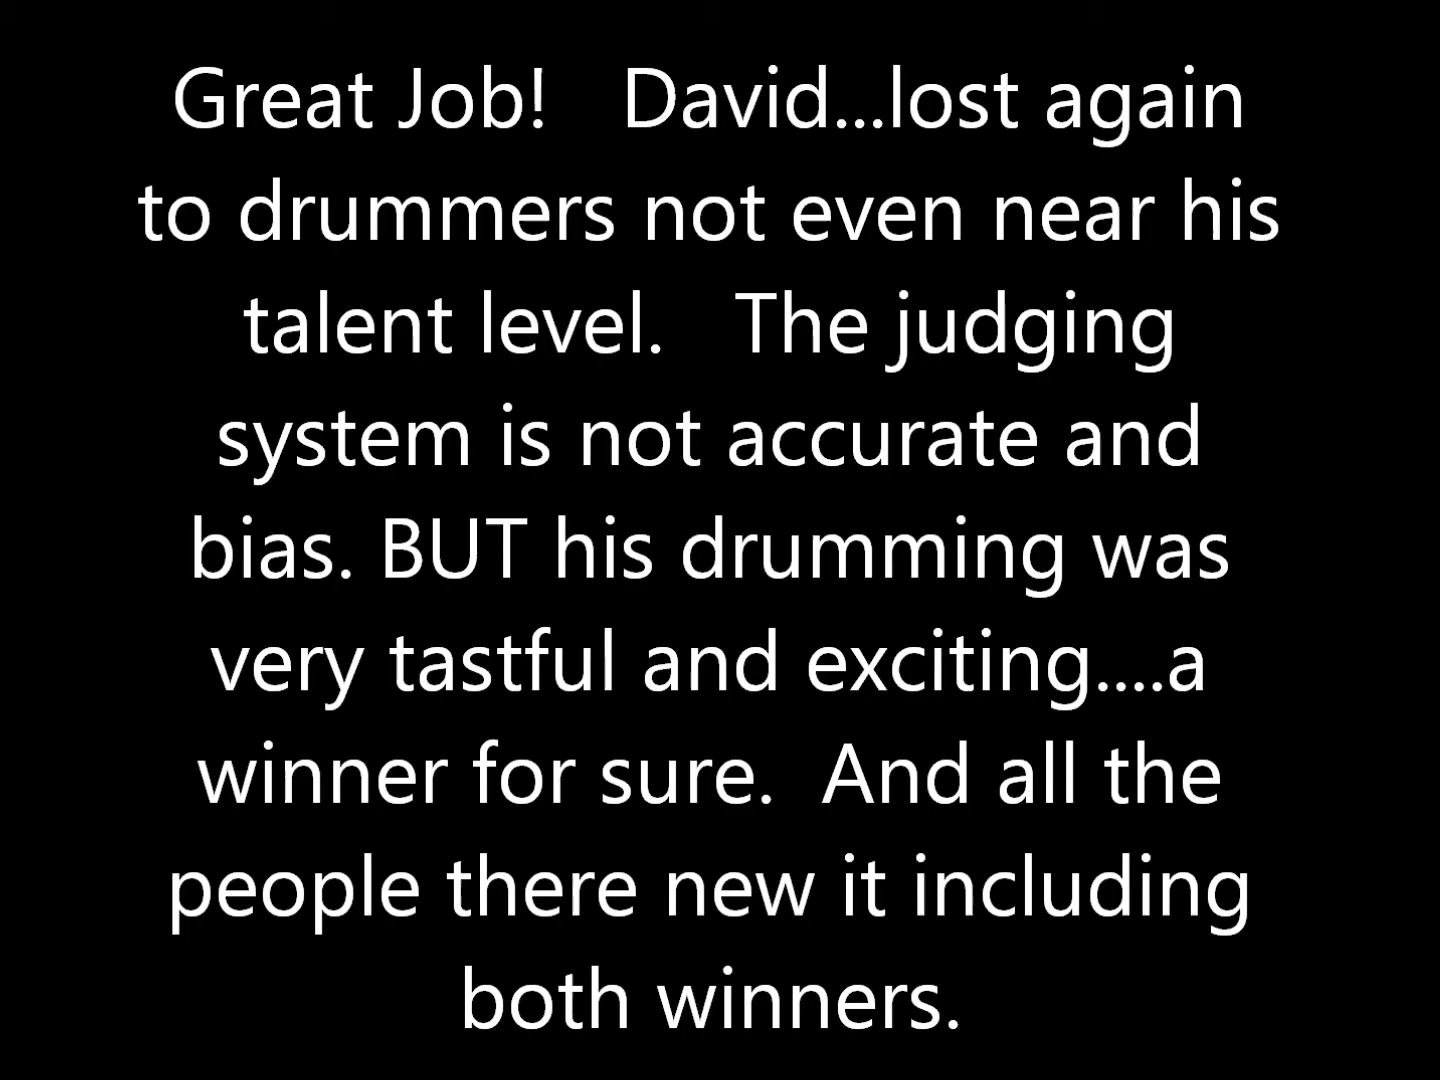 Great Job!   David...lost again
to drummers not even near his
talent level.   The judging
system is not accurate and
bias. BUT his drumming was
very tastful and exciting....a
winner for sure.  And all the
people there new it including
both winners.